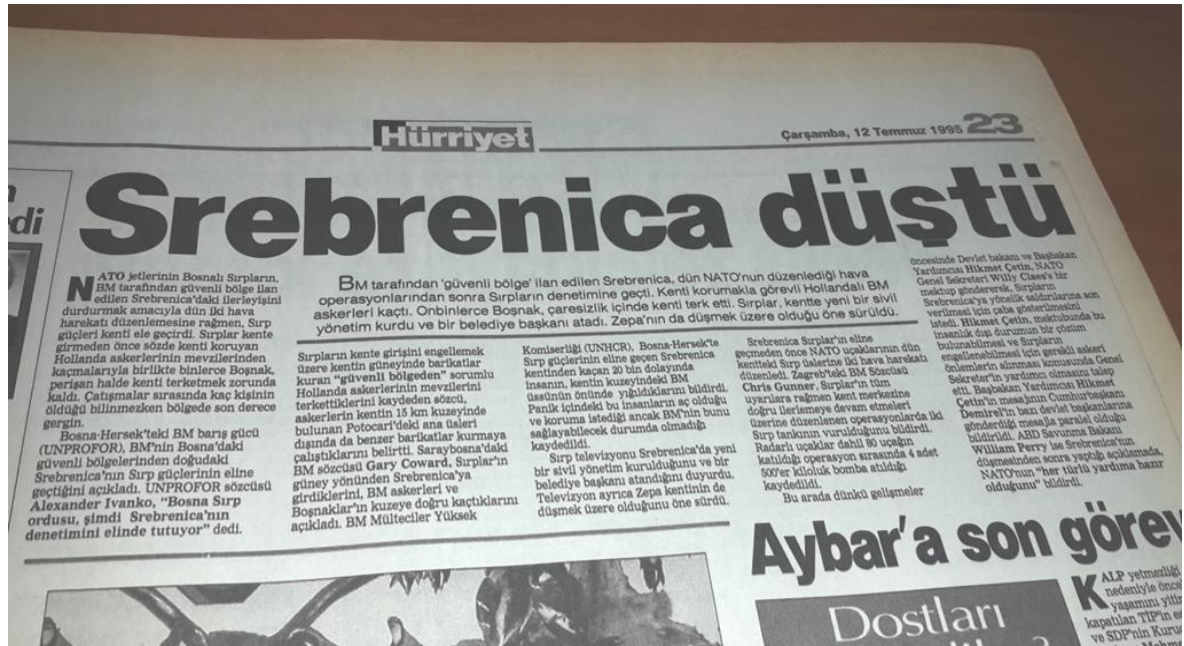 di
Hürriyet
Çarşamba, 12 Temmuz 1995 23
Srebrenica düştü
BM tarafından 'güvenli bölge' ilan edilen Srebrenica, dün NATO'nun düzenlediği hava
operasyonlarından sonra Sırpların denetimine geçti. Kenti korumakla görevli Hollandalı BM
askerleri kaçtı. Onbinlerce Boşnak, çaresizlik içinde kenti terk etti. Sırplar, kentte yeni bir sivil
yönetim kurdu ve bir belediye başkanı atadı. Zepa'nın da düşmek üzere olduğu öne sürüldü.
NATO jetlerinin Bosnalı Sırpların,
BM tarafından güvenli bölge ilan
edilen Srebrenica'daki ilerleyişini
durdurmak amacıyla dün iki hava
harekatı düzenlemesine rağmen, Sırp
güçleri kenti ele geçirdi. Sırplar kente
girmeden önce sözde kenti koruyan
Hollanda askerlerinin mevzilerinden
kaçmalarıyla birlikte binlerce Boşnak,
perişan halde kenti terketmek zorunda
kaldı. Çatışmalar sırasında kaç kişinin
öldüğü bilinmezken bölgede son derece
gergin.
Bosna-Hersek'teki BM barış gücü
(UNPROFOR), BM'nin Bosna'daki
güvenli bölgelerinden doğudaki
Srebrenica'nın Sırp güçlerinin eline
geçtiğini açıkladı. UNPROFOR sözcüsü
Alexander Ivanko, "Bosna Sırp
ordusu, şimdi Srebrenica'nın
denetimini elinde tutuyor" dedi.
Sırpların kente girişini engellemek
üzere kentin güneyinde barikatlar
kuran "güvenli bölgeden" sorumlu
Hollanda askerlerinin mevzilerini
terkettiklerini kaydeden sözcü,
askerlerin kentin 15 km kuzeyinde
bulunan Potocari'deki ana üsleri
dışında da benzer barikatlar kurmaya
çalıştıklarını belirtti. Saraybosna'daki
BM sözcüsü Gary Coward, Sırplar'ın
güney yönünden Srebrenica'ya
girdiklerini, BM askerleri ve
Boşnaklar'ın kuzeye doğru kaçtıklarını
açıkladı. BM Mülteciler Yüksek
Komiserliği (UNHCR), Bosna-Hersek'te
Sırp güçlerinin eline geçen Srebrenica
kentinden kaçan 20 bin dolayında
insanın, kentin kuzeyindeki BM
üssünün önünde yığıldıklarını bildirdi.
Panik içindeki bu insanların aç olduğu
ve koruma istediği ancak BM'nin bunu
sağlayabilecek durumda olmadığı
kaydedildi.
Sırp televizyonu Srebrenica'da yeni
bir sivil yönetim kurulduğunu ve bir
belediye başkanı atandığını duyurdu.
Televizyon ayrıca Zepa kentinin de
düşmek üzere olduğunu öne sürdü.
Srebrenica Sırplar'ın eline
geçmeden önce NATO uçaklarının dün
kentteki Sırp üslerine iki hava harekatı
düzenledi. Zagreb'teki BM Sözcüsü
Chris Gunner, Sırplar'ın tüm
uyarılara rağmen kent merkezine
doğru ilerlemeye devam etmeleri
üzerine düzenlenen operasyonlarda iki
Sırp tankının vurulduğunu bildirdi.
Radarlı uçaklar dahil 80 uçağın
katıldığı operasyon sırasında 4 adet
500'er kiloluk bomba atıldığı
kaydedildi.
Bu arada dünkü gelişmeler
öncesinde Devlet bakanı ve Başbakan
Yardımcısı Hikmet Çetin, NATO
Genel Sekreteri Willy Claes'e bir
mektup göndererek, Sırpların
Srebrenica'ya yönelik saldırılarına son
verilmesi için çaba gösterilmesini
istedi. Hikmet Çetin, mektubunda bu
insanlık dışı durumun bir çözüm
bulunabilmesi ve Sırpların
engellenebilmesi için gerekli askeri
önlemlerin alınması konusunda Genel
Sekreter'in yardımcı olmasını talep
etti. Başbakan Yardımcısı Hikmet
Çetin'in mesajının Cumhurbaşkanı
Demirel'in bazı devlet başkanlarına
gönderdiği mesajla paralel olduğu
bildirildi. ABD Savunma Bakanı
William Perry ise Srebrenica'nın
düşmesinden sonra yaptığı açıklamada,
NATO'nun "her türlü yardıma hazır
olduğunu" bildirdi.
Aybar'a son görev
Dostları
KALP yetmezliği
nedeniyle önce
yaşamını yitir
kapatılan TİP'in
ve SDP'nin